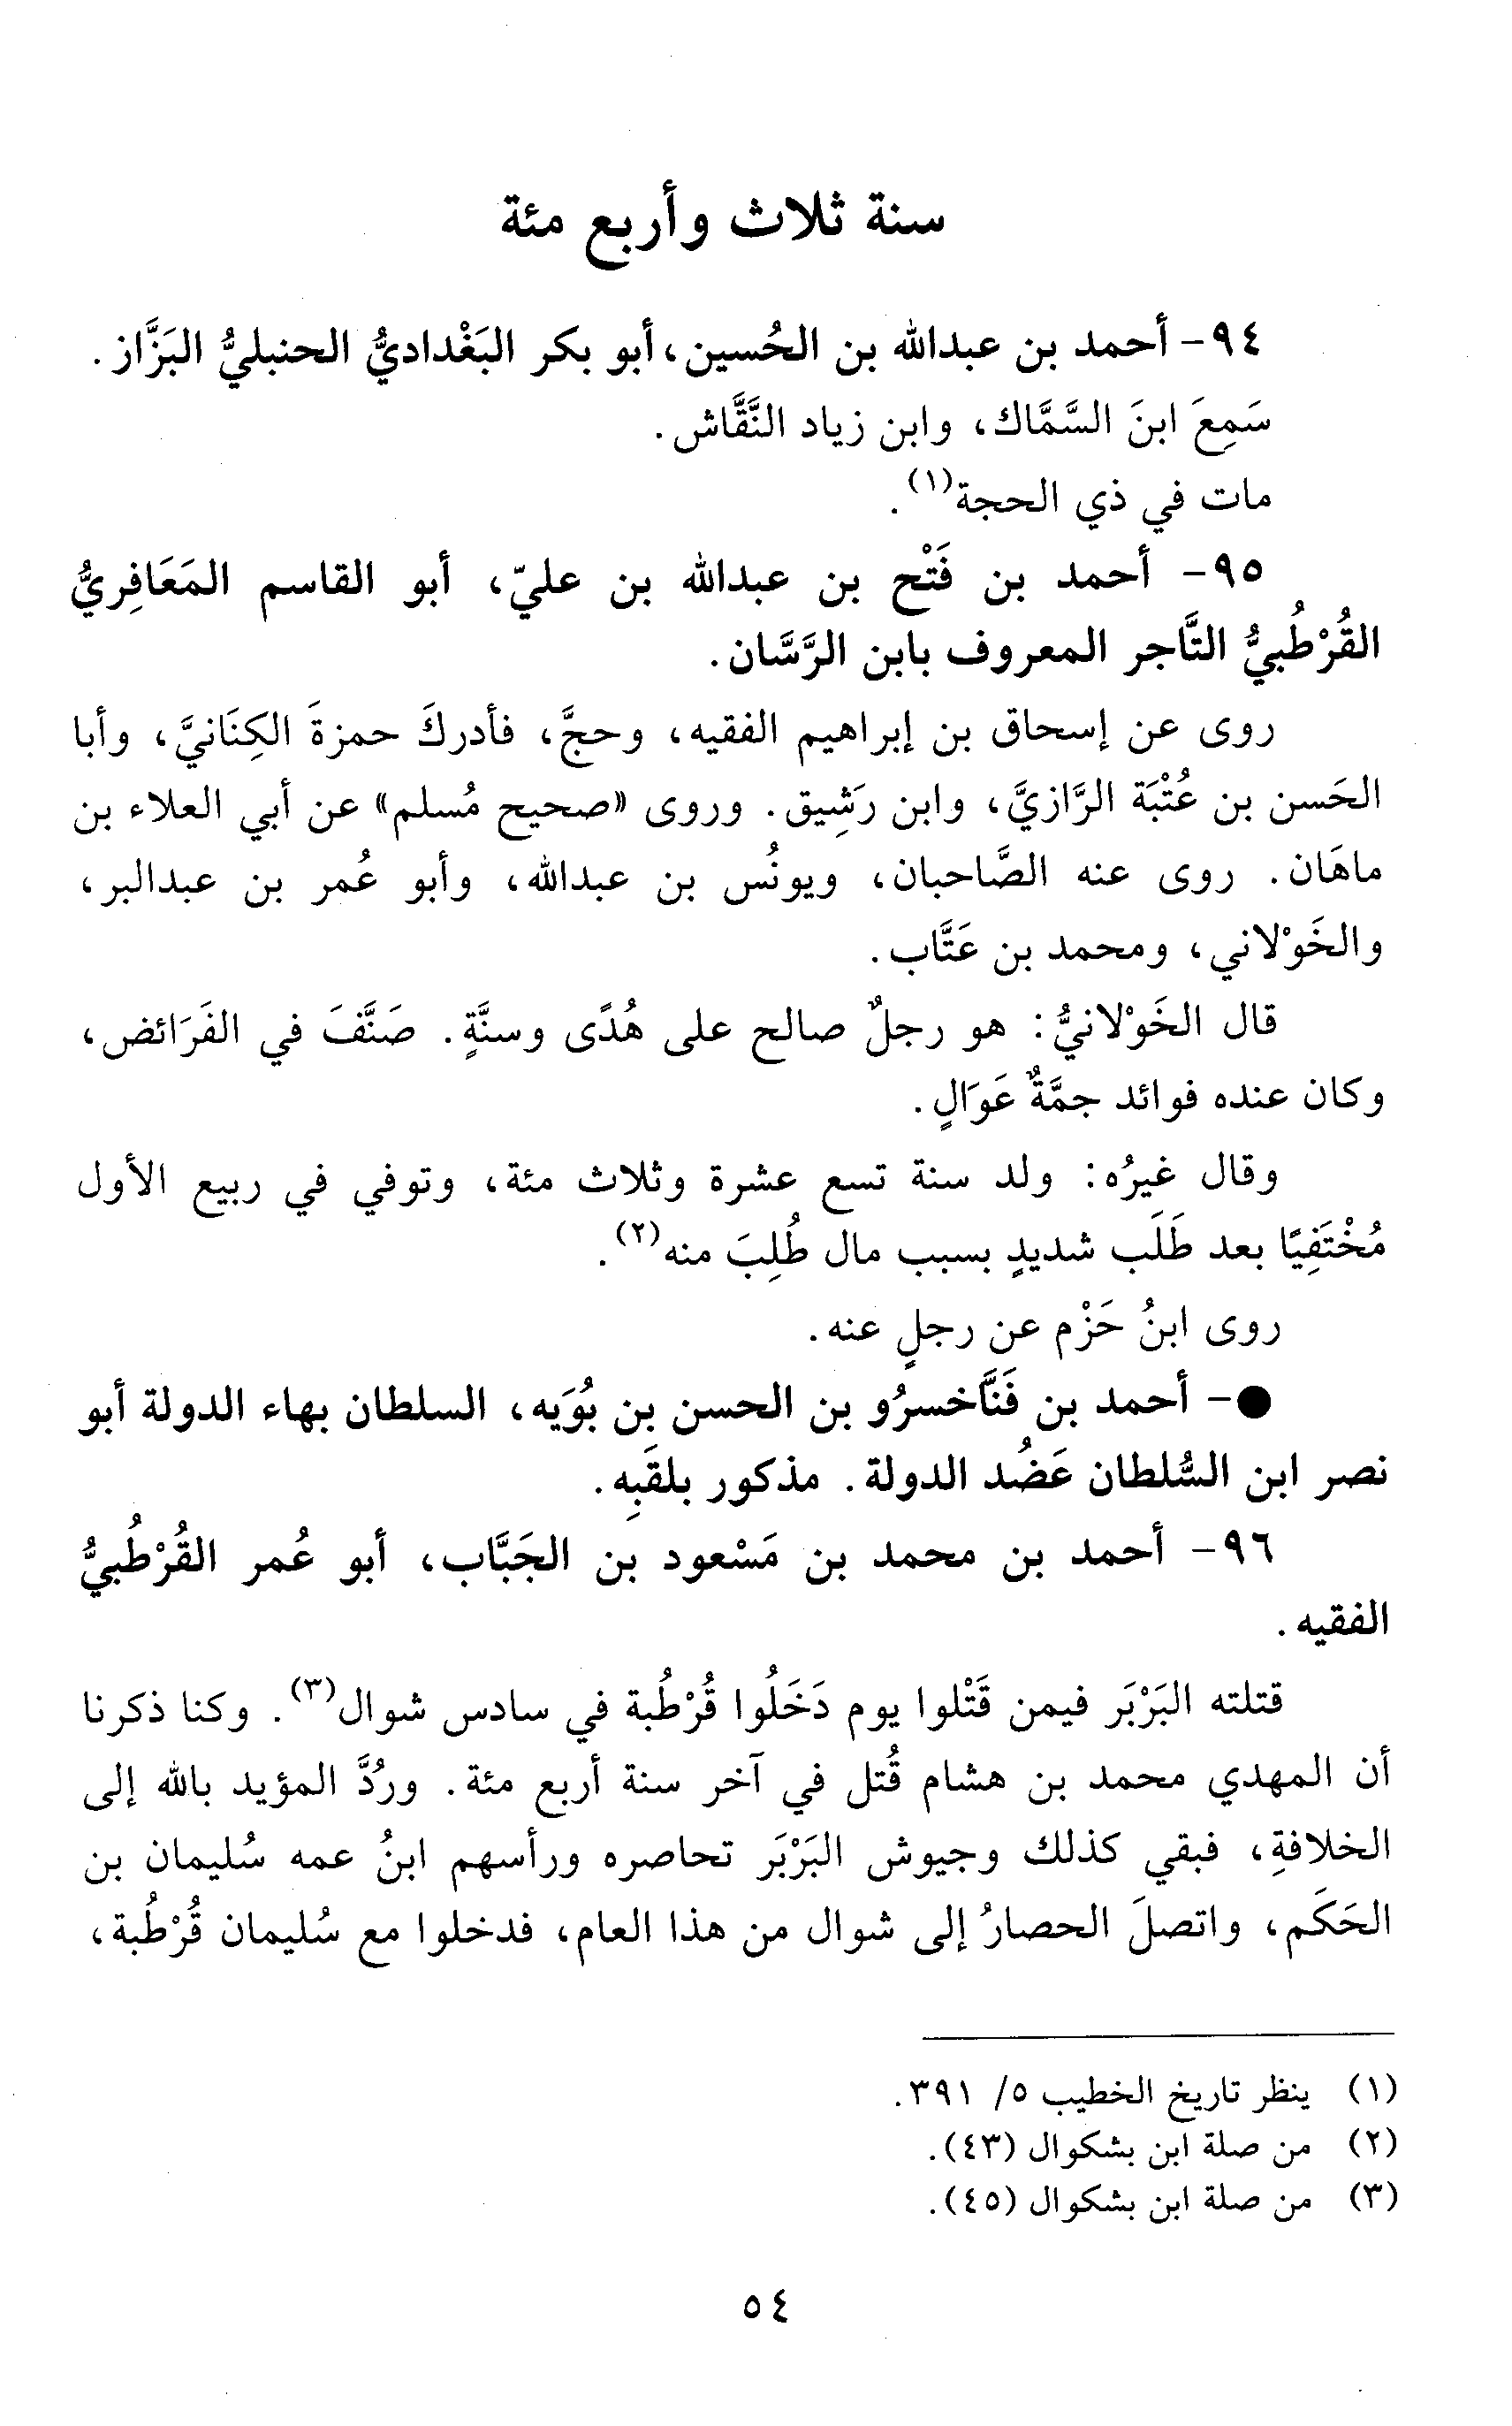 سنة ثلاث وأربع مئة
٩٤- أحمد بن عبدالله بن الحُسين، أبو بكر البَغْداديُّ الحنبليُّ البَزَّاز.
سَمِعَ ابنَ السَّمَّاك، وابن زياد النَّقَّاش.
مات في ذي الحجة(١).
٩٥- أحمد بن فَتْح بن عبدالله بن عليّ، أبو القاسم المَعَافِريُّ
القُرْطُبيُّ التَّاجر المعروف بابن الرَّسَّان.
روى عن إسحاق بن إبراهيم الفقيه، وحجَّ، فأدركَ حمزةَ الكِنَانيَّ، وأبا
الحَسن بن عُتْبَة الرَّازيَّ، وابن رَشِيق. وروى «صحيح مُسلم» عن أبي العلاء بن
ماهَان. روى عنه الصَّاحبان، ويونُس بن عبدالله، وأبو عُمر بن عبدالبر،
والخَوْلاني، ومحمد بن عَتَّاب.
قال الخَوْلانيُّ: هو رجلٌ صالح على هُدًى وسنَّةٍ. صَنَّفَ في الفَرَائض،
وكان عنده فوائد جمَّةٌ عَوَالٍ.
وقال غيرُه: ولد سنة تسع عشرة وثلاث مئة، وتوفي في ربيع الأول
مُخْتَفِيًا بعد طَلَب شديدٍ بسبب مال طُلِبَ منه(٢).
روى ابنُ حَزْم عن رجلٍ عنه.
●- أحمد بن فَنَّاخسرُو بن الحسن بن بُوَيه، السلطان بهاء الدولة أبو
نصر ابن السُّلطان عَضُد الدولة. مذكور بلقَبِه.
٩٦- أحمد بن محمد بن مَسْعود بن الجَبَّاب، أبو عُمر القُرْطُبيُّ
الفقيه.
قتلته البَرْبَر فيمن قَتْلوا يوم دَخَلُوا قُرْطُبة في سادس شوال(٣). وكنا ذكرنا
أن المهدي محمد بن هشام قُتل في آخر سنة أربع مئة. ورُدَّ المؤيد بالله إلى
الخلافةِ، فبقي كذلك وجيوش البَرْبَر تحاصره ورأسهم ابنُ عمه سُليمان بن
الحَكَم، واتصلَ الحصارُ إلى شوال من هذا العام، فدخلوا مع سُليمان قُرْطُبة،
(١) ينظر تاريخ الخطيب ٥/ ٣٩١.
(٢) من صلة ابن بشكوال (٤٣).
(٣) من صلة ابن بشكوال (٤٥).
٥٤